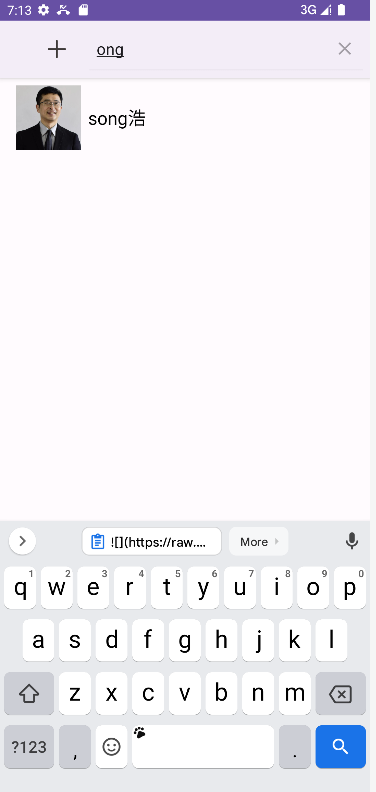 7:13 3G
ong
song浩
![](https://raw.... More
q1 w2 e3 r4 t5 y6 u7 i8 o9 p0
a s d f g h j k l
z x c v b n m
?123 , .